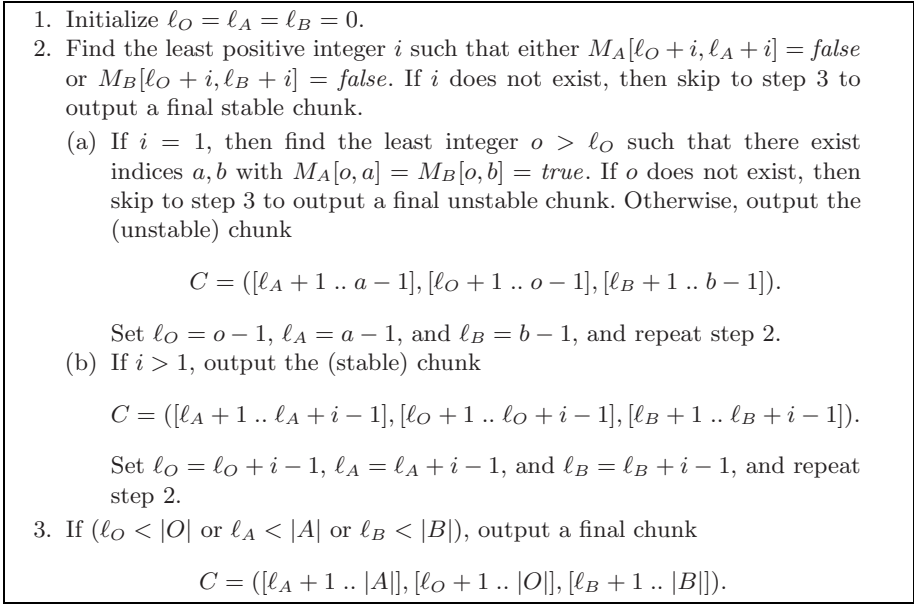 1. Initialize ℓ_O = ℓ_A = ℓ_B = 0.
2. Find the least positive integer i such that either M_A[ℓ_O + i, ℓ_A + i] = false
or M_B[ℓ_O + i, ℓ_B + i] = false. If i does not exist, then skip to step 3 to
output a final stable chunk.
(a) If i = 1, then find the least integer o > ℓ_O such that there exist
indices a, b with M_A[o, a] = M_B[o, b] = true. If o does not exist, then
skip to step 3 to output a final unstable chunk. Otherwise, output the
(unstable) chunk
C = ([ℓ_A + 1 .. a − 1], [ℓ_O + 1 .. o − 1], [ℓ_B + 1 .. b − 1]).
Set ℓ_O = o − 1, ℓ_A = a − 1, and ℓ_B = b − 1, and repeat step 2.
(b) If i > 1, output the (stable) chunk
C = ([ℓ_A + 1 .. ℓ_A + i − 1], [ℓ_O + 1 .. ℓ_O + i − 1], [ℓ_B + 1 .. ℓ_B + i − 1]).
Set ℓ_O = ℓ_O + i − 1, ℓ_A = ℓ_A + i − 1, and ℓ_B = ℓ_B + i − 1, and repeat
step 2.
3. If (ℓ_O < |O| or ℓ_A < |A| or ℓ_B < |B|), output a final chunk
C = ([ℓ_A + 1 .. |A|], [ℓ_O + 1 .. |O|], [ℓ_B + 1 .. |B|]).